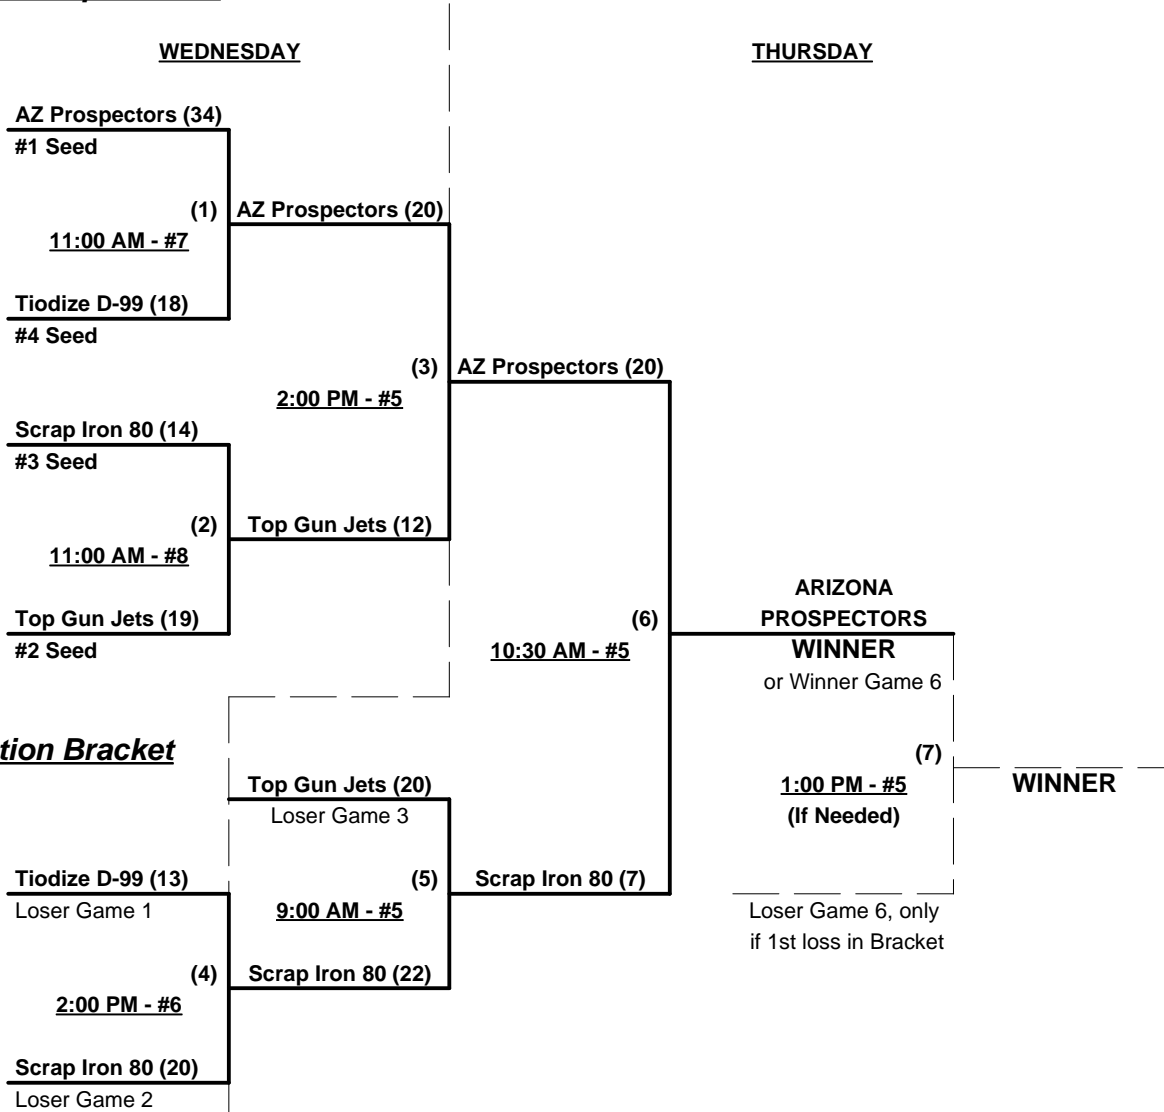 WEDNESDAY
THURSDAY
AZ Prospectors (34)
#1 Seed
(1)
AZ Prospectors (20)
11:00 AM - #7
Tiodize D-99 (18)
#4 Seed
(3)
AZ Prospectors (20)
2:00 PM - #5
Scrap Iron 80 (14)
#3 Seed
(2)
Top Gun Jets (12)
11:00 AM - #8
Top Gun Jets (19)
#2 Seed
(6)
10:30 AM - #5
ARIZONA
PROSPECTORS
WINNER
or Winner Game 6
tion Bracket
(7)
1:00 PM - #5
(If Needed)
WINNER
Top Gun Jets (20)
Loser Game 3
Tiodize D-99 (13)
Loser Game 1
(5)
Scrap Iron 80 (7)
9:00 AM - #5
Loser Game 6, only
if 1st loss in Bracket
(4)
Scrap Iron 80 (22)
2:00 PM - #6
Scrap Iron 80 (20)
Loser Game 2